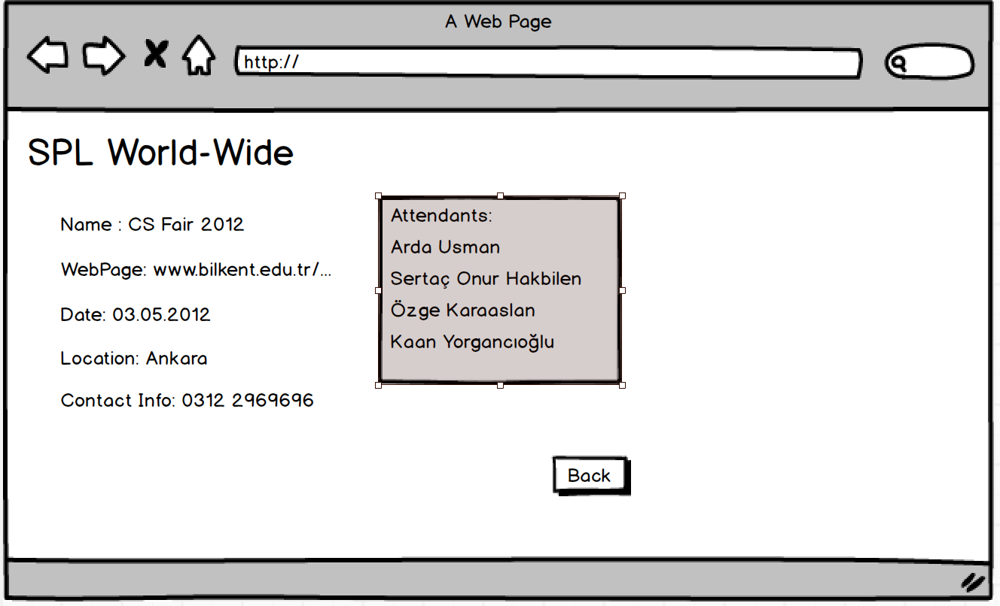 A Web Page
http://
SPL World-Wide
Name : CS Fair 2012
WebPage: www.bilkent.edu.tr/...
Date: 03.05.2012
Location: Ankara
Contact Info: 0312 2969696
Attendants:
Arda Usman
Sertaç Onur Hakbilen
Özge Karaaslan
Kaan Yorgancıoğlu
Back